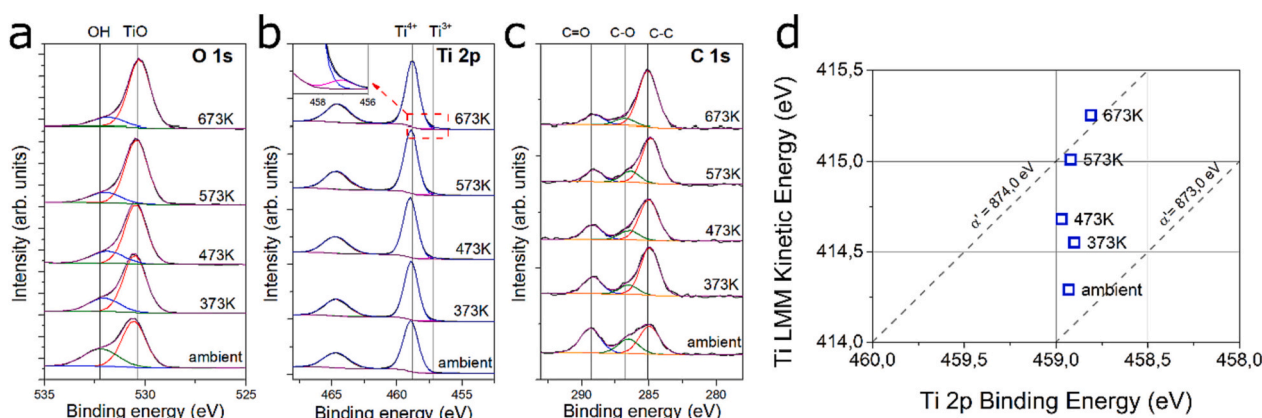 a
OH TiO
O 1s
673K
573K
473K
373K
ambient
Intensity (arb. units)
535 530 525
Binding energy (eV)
b
Ti4+ Ti3+
Ti 2p
458 456
673K
573K
473K
373K
ambient
Intensity (arb. units)
465 460 455
Binding energy (eV)
c
C=O C-O C-C
C 1s
673K
573K
473K
373K
ambient
Intensity (arb. units)
290 285 280
Binding energy (eV)
d
415,5
415,0
414,5
414,0
Ti LMM Kinetic Energy (eV)
673K
573K
473K
373K
ambient
α' = 874,0 eV
α' = 873,0 eV
460,0 459,5 459,0 458,5 458,0
Ti 2p Binding Energy (eV)